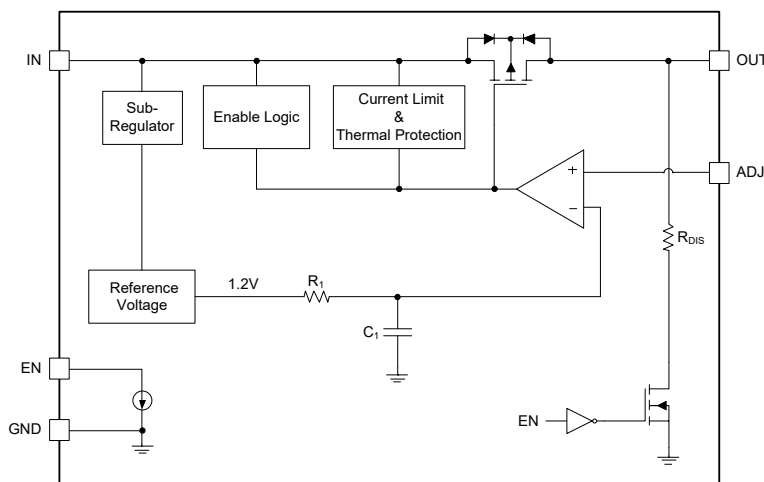 IN
OUT
Sub-
Regulator
Enable Logic
Current Limit
&
Thermal Protection
+
ADJ
−
RDIS
Reference
Voltage
1.2V
R1
C1
EN
GND
EN